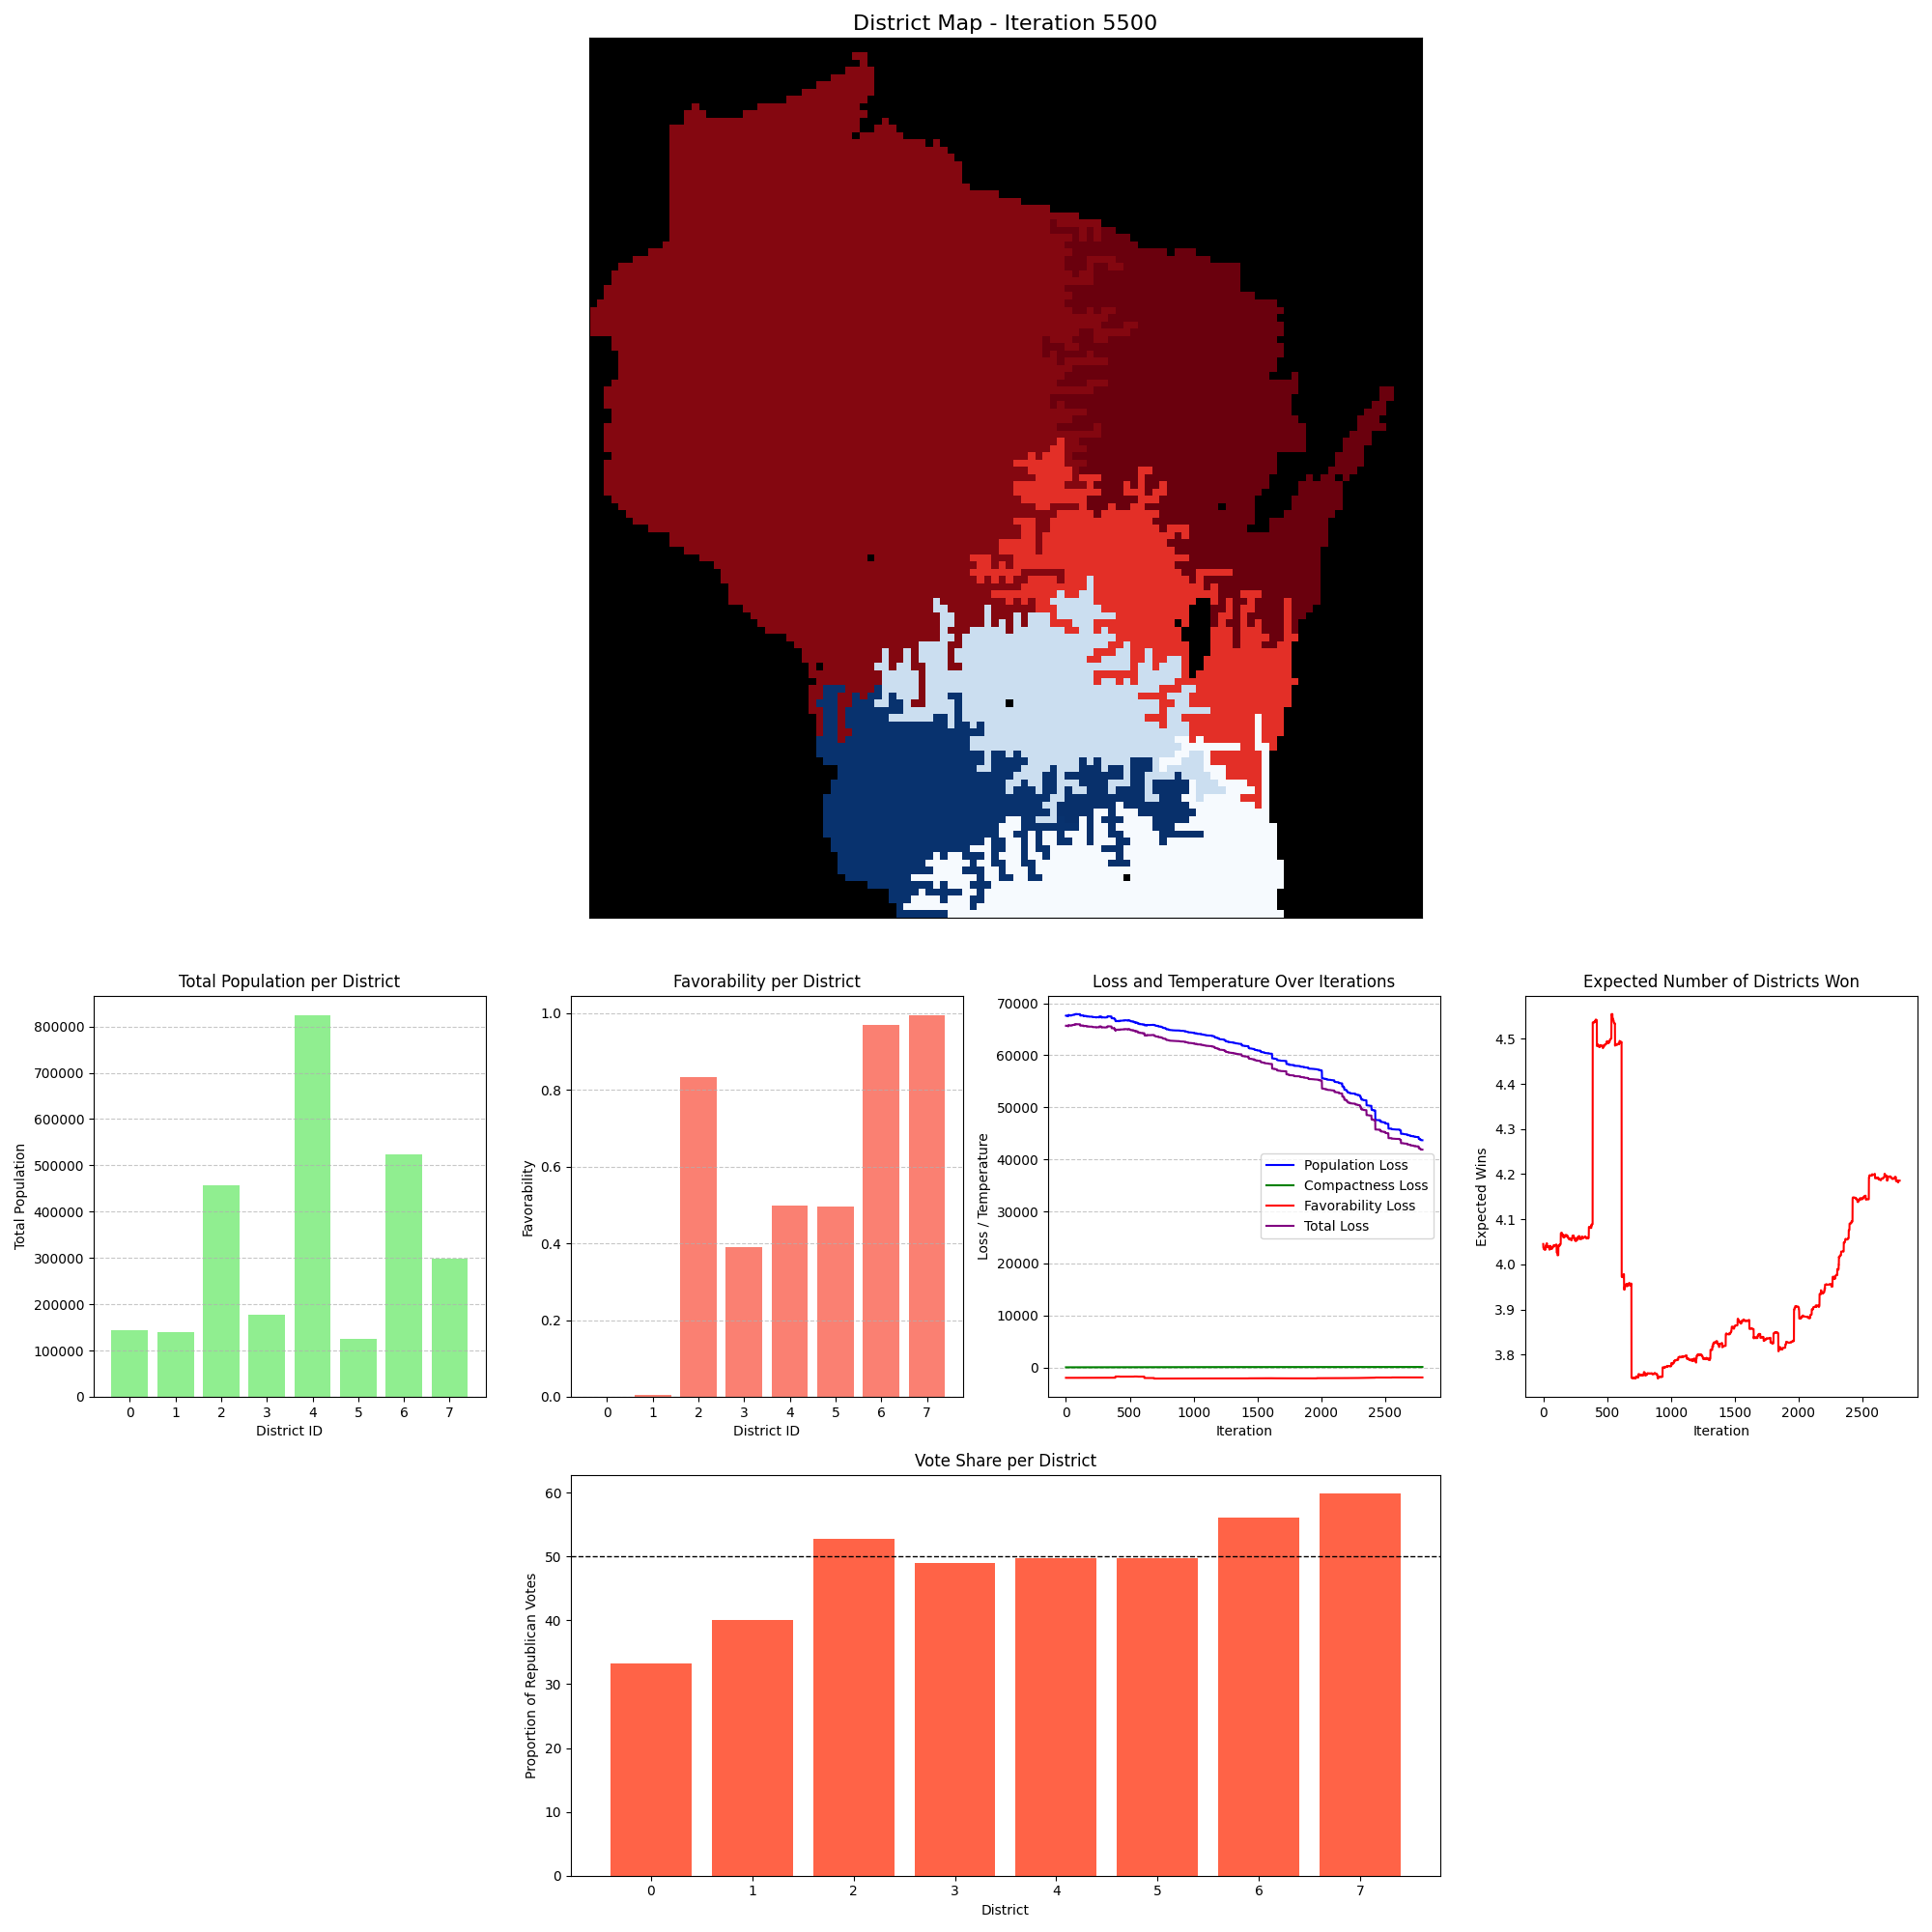 District Map - Iteration 5500
Total Population per District
Total Population
800000
700000
600000
500000
400000
300000
200000
100000
0
0 1 2 3 4 5 6 7
District ID
Favorability per District
Favorability
1.0
0.8
0.6
0.4
0.2
0.0
0 1 2 3 4 5 6 7
District ID
Loss and Temperature Over Iterations
Loss / Temperature
70000
60000
50000
40000
30000
20000
10000
0
Population Loss
Compactness Loss
Favorability Loss
Total Loss
0 500 1000 1500 2000 2500
Iteration
Expected Number of Districts Won
Expected Wins
4.5
4.4
4.3
4.2
4.1
4.0
3.9
3.8
0 500 1000 1500 2000 2500
Iteration
Vote Share per District
Proportion of Republican Votes
60
50
40
30
20
10
0
0 1 2 3 4 5 6 7
District